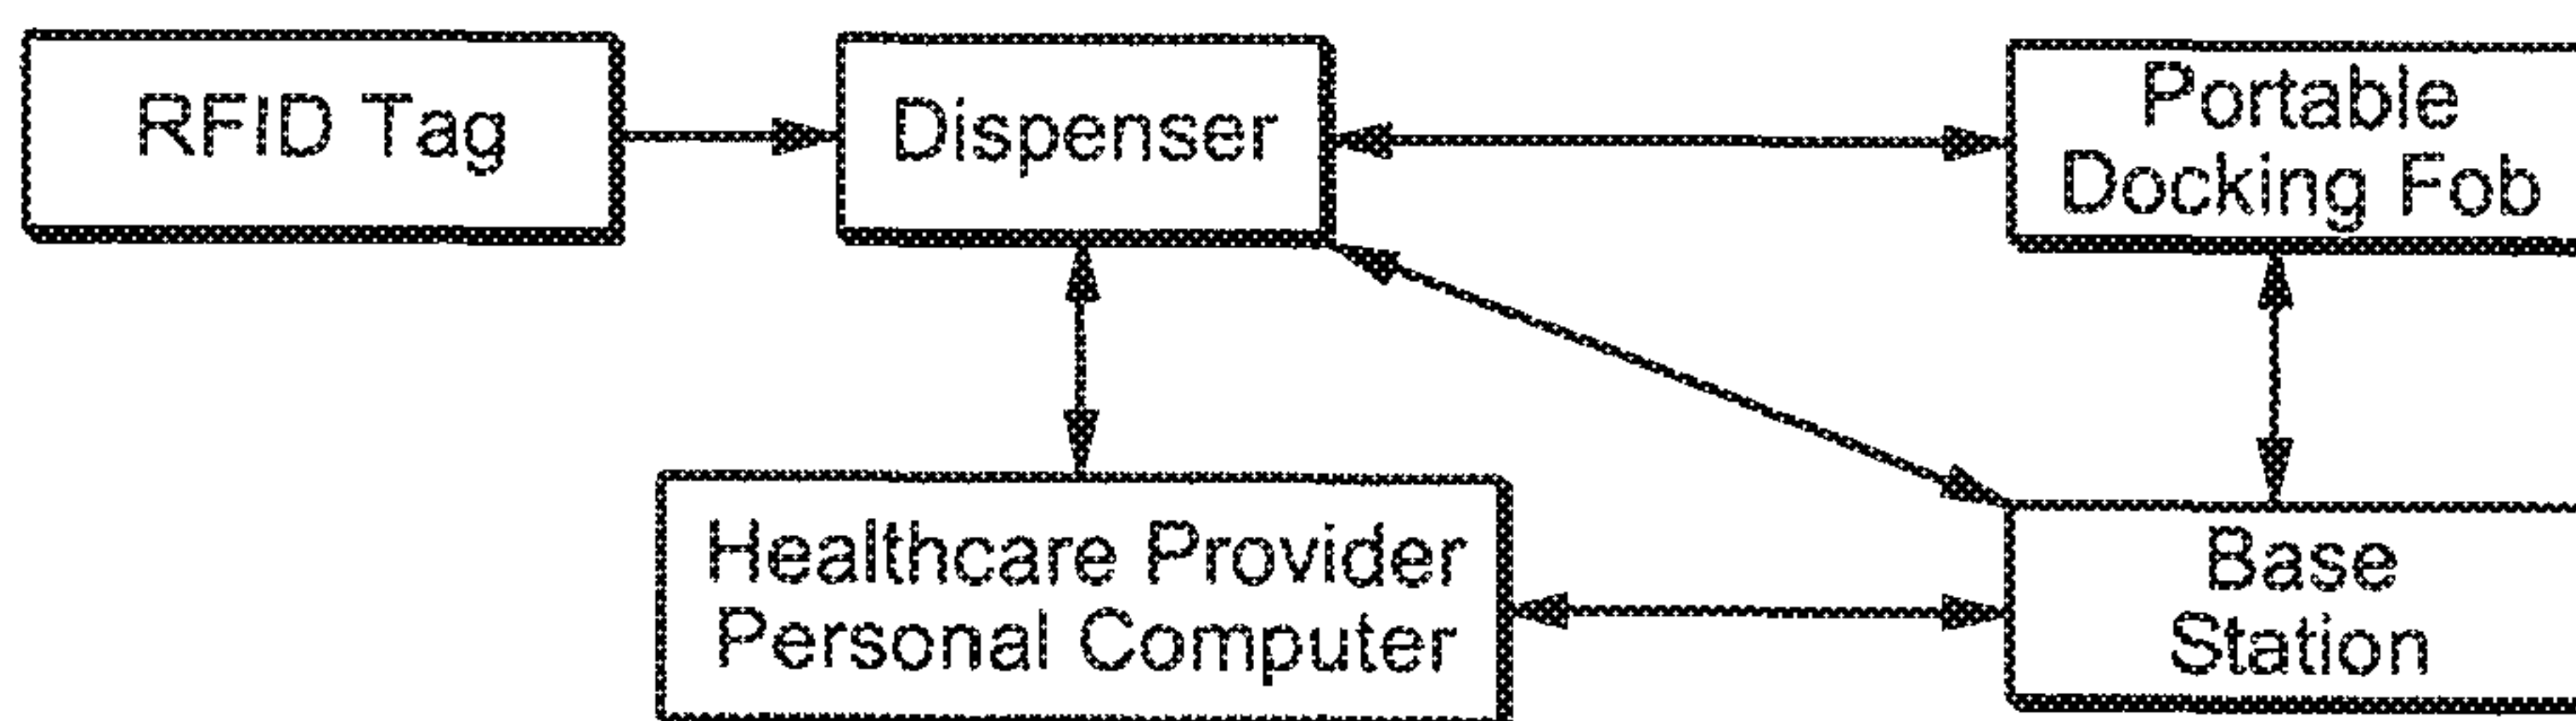 RFID Tag
Dispenser
Portable
Docking Fob
Healthcare Provider
Personal Computer
Base
Station